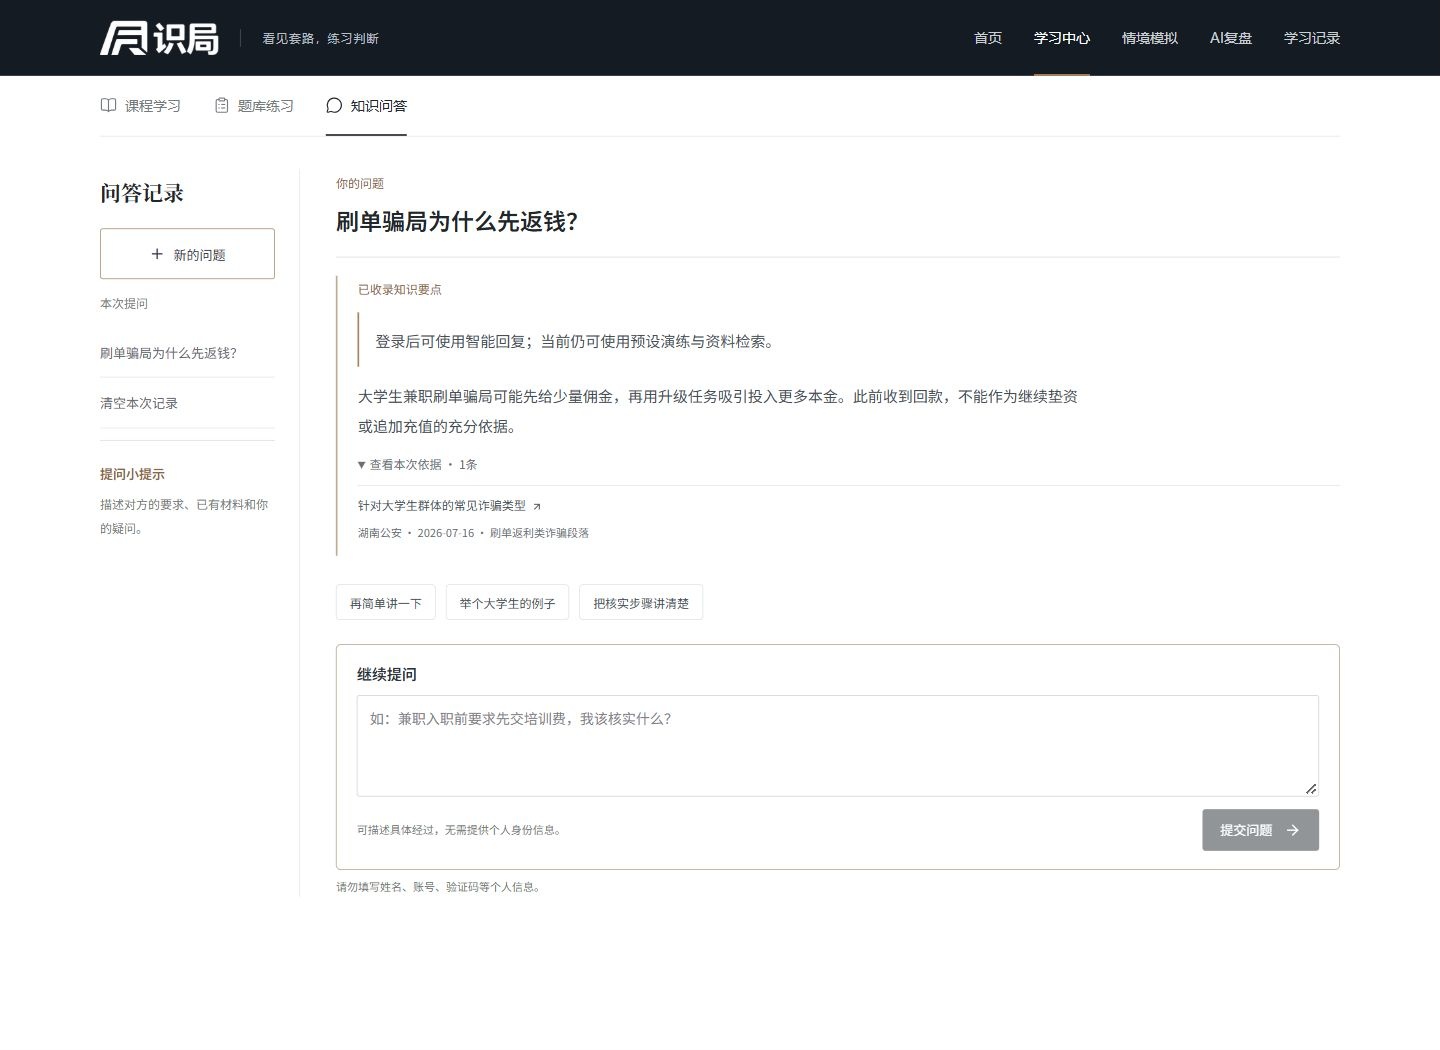 识局
看见套路，练习判断
首页
学习中心
情境模拟
AI复盘
学习记录
课程学习
题库练习
知识问答
问答记录
新的问题
本次提问
刷单骗局为什么先返钱？
清空本次记录
提问小提示
描述对方的要求、已有材料和你
的疑问。
你的问题
刷单骗局为什么先返钱？
已收录知识要点
登录后可使用智能回复；当前仍可使用预设演练与资料检索。
大学生兼职刷单骗局可能先给少量佣金，再用升级任务吸引投入更多本金。此前收到回款，不能作为继续垫资
或追加充值的充分依据。
▼ 查看本次依据 · 1条
针对大学生群体的常见诈骗类型 ↗
湖南公安 · 2026-07-16 · 刷单返利类诈骗段落
再简单讲一下
举个大学生的例子
把核实步骤讲清楚
继续提问
如：兼职入职前要求先交培训费，我该核实什么？
可描述具体经过，无需提供个人身份信息。
提交问题 →
请勿填写姓名、账号、验证码等个人信息。